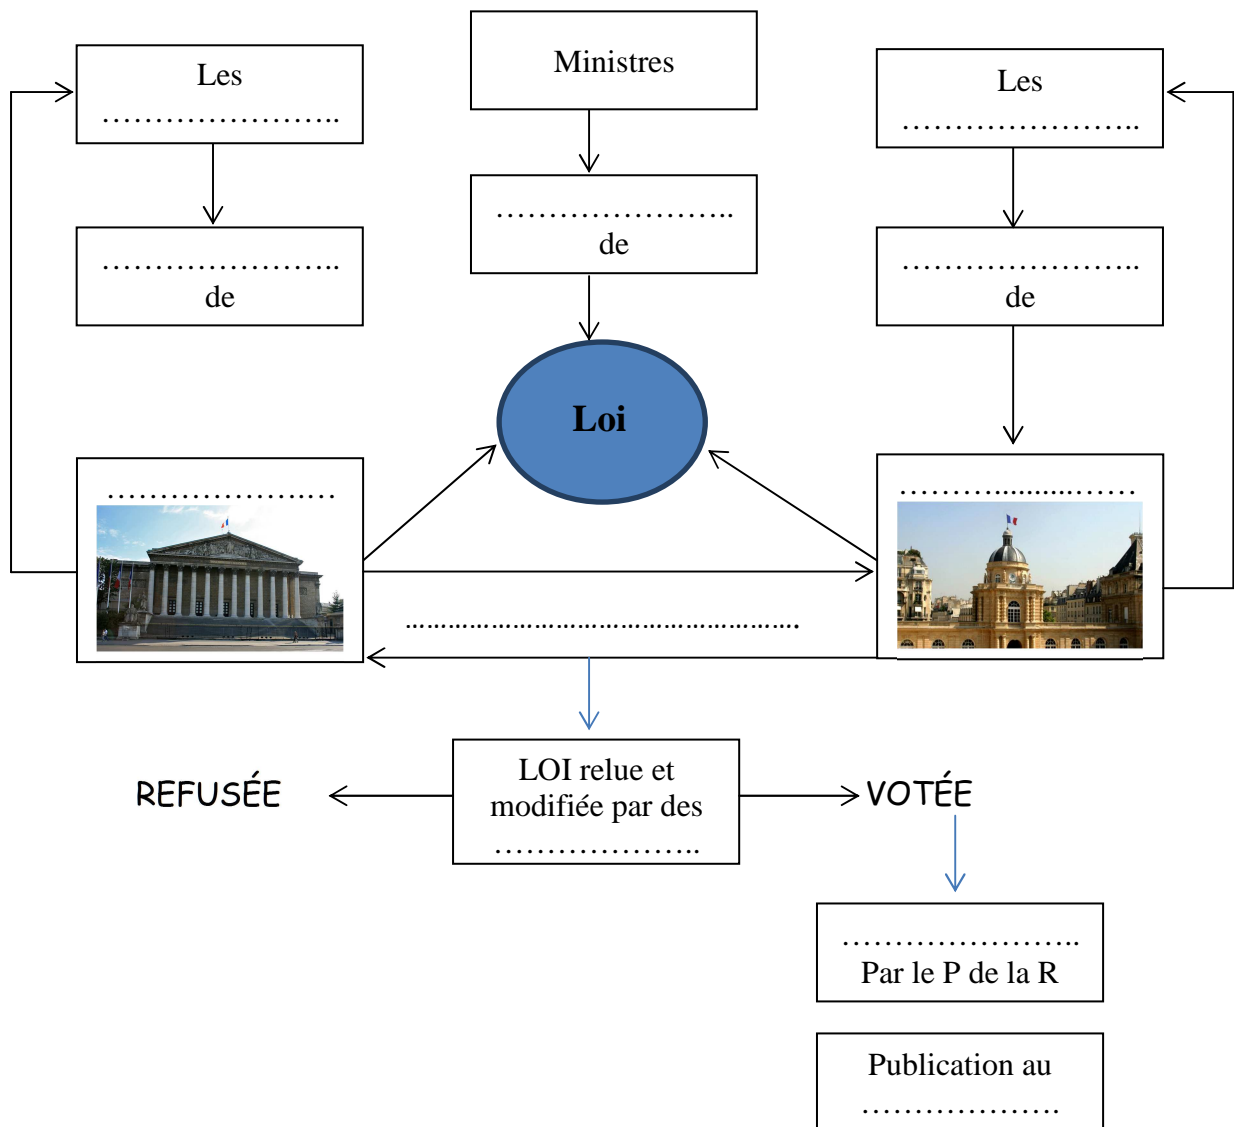 Les
……………………..
Ministres
Les
……………………..
……………………..
de
……………………..
de
……………………..
de
Loi
……………………
……………………
……………………………………………….
LOI relue et
modifiée par des
………………..
REFUSÉE
VOTÉE
……………………..
Par le P de la R
Publication au
……………….